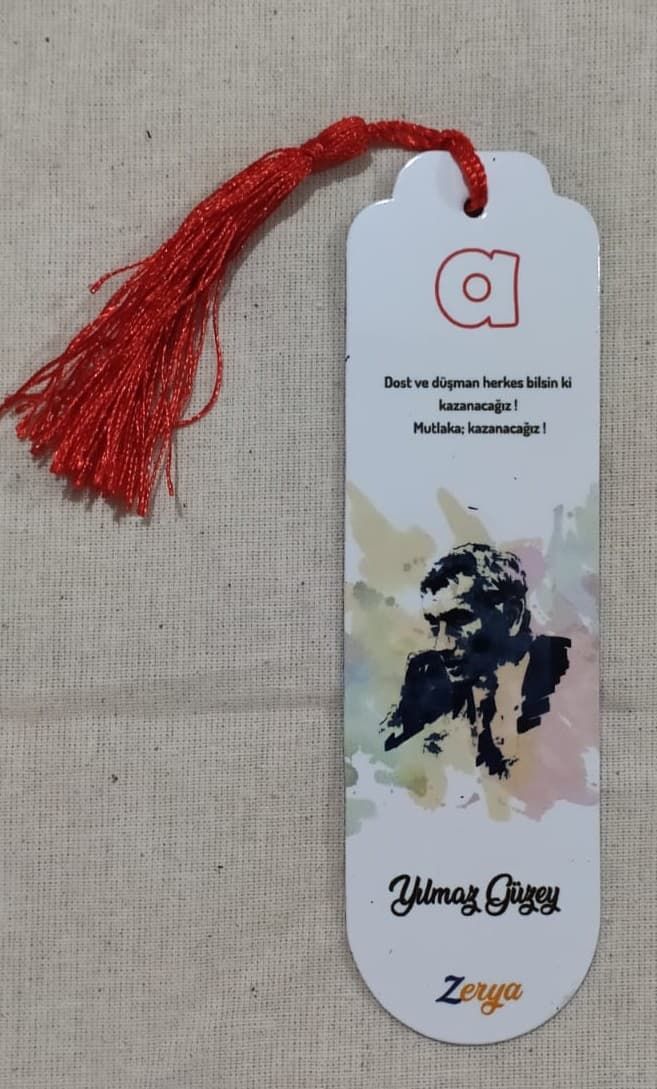 a
Dost ve düşman herkes bilsin ki
kazanacağız !
Mutlaka; kazanacağız !
Yılmaz Güzey
Zerya